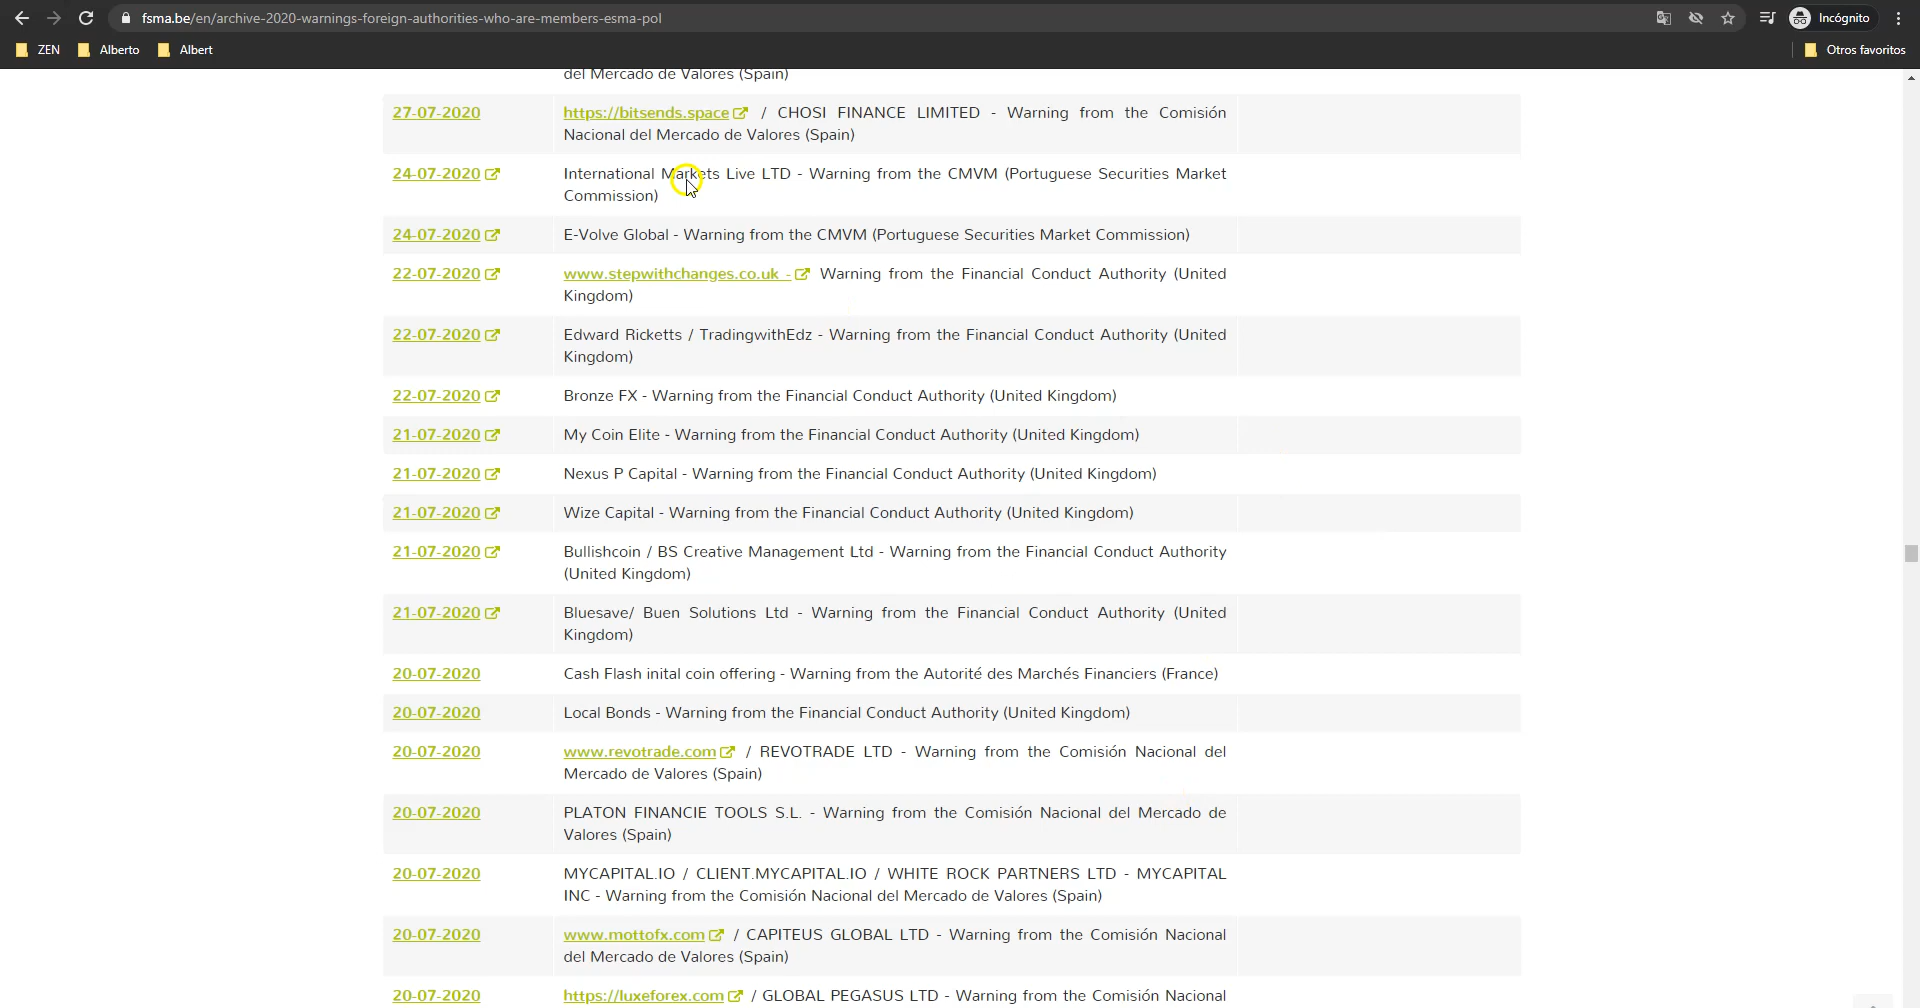 fsma.be/en/archive-2020-warnings-foreign-authorities-who-are-members-esma-pol
Incógnito
ZEN
Alberto
Albert
Otros favoritos
del Mercado de Valores (Spain)
27-07-2020
https://bitsends.space / CHOSI FINANCE LIMITED - Warning from the Comisión
Nacional del Mercado de Valores (Spain)
24-07-2020
International Markets Live LTD - Warning from the CMVM (Portuguese Securities Market
Commission)
24-07-2020
E-Volve Global - Warning from the CMVM (Portuguese Securities Market Commission)
22-07-2020
www.stepwithchanges.co.uk - Warning from the Financial Conduct Authority (United
Kingdom)
22-07-2020
Edward Ricketts / TradingwithEdz - Warning from the Financial Conduct Authority (United
Kingdom)
22-07-2020
Bronze FX - Warning from the Financial Conduct Authority (United Kingdom)
21-07-2020
My Coin Elite - Warning from the Financial Conduct Authority (United Kingdom)
21-07-2020
Nexus P Capital - Warning from the Financial Conduct Authority (United Kingdom)
21-07-2020
Wize Capital - Warning from the Financial Conduct Authority (United Kingdom)
21-07-2020
Bullishcoin / BS Creative Management Ltd - Warning from the Financial Conduct Authority
(United Kingdom)
21-07-2020
Bluesave/ Buen Solutions Ltd - Warning from the Financial Conduct Authority (United
Kingdom)
20-07-2020
Cash Flash inital coin offering - Warning from the Autorité des Marchés Financiers (France)
20-07-2020
Local Bonds - Warning from the Financial Conduct Authority (United Kingdom)
20-07-2020
www.revotrade.com / REVOTRADE LTD - Warning from the Comisión Nacional del
Mercado de Valores (Spain)
20-07-2020
PLATON FINANCIE TOOLS S.L. - Warning from the Comisión Nacional del Mercado de
Valores (Spain)
20-07-2020
MYCAPITAL.IO / CLIENT.MYCAPITAL.IO / WHITE ROCK PARTNERS LTD - MYCAPITAL
INC - Warning from the Comisión Nacional del Mercado de Valores (Spain)
20-07-2020
www.mottofx.com / CAPITEUS GLOBAL LTD - Warning from the Comisión Nacional
del Mercado de Valores (Spain)
20-07-2020
https://luxeforex.com / GLOBAL PEGASUS LTD - Warning from the Comisión Nacional